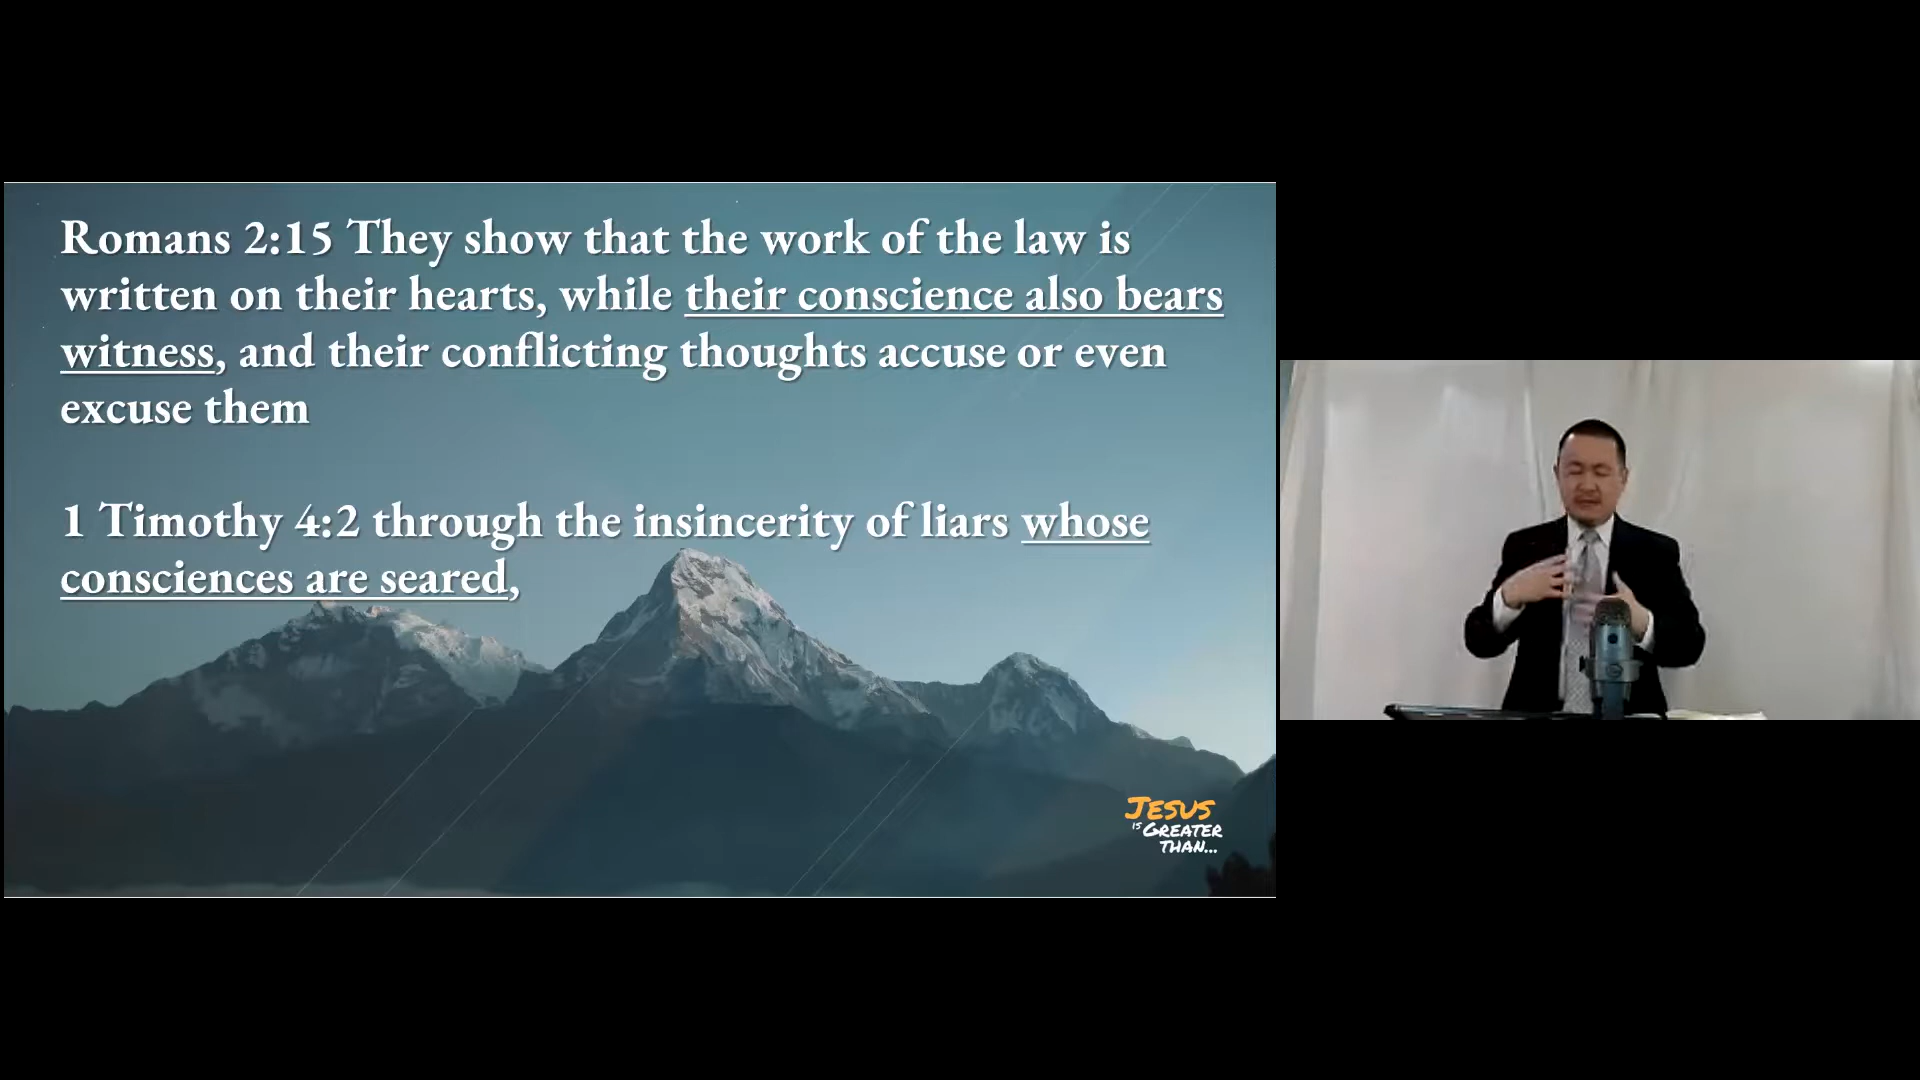 Romans 2:15 They show that the work of the law is
written on their hearts, while their conscience also bears
witness, and their conflicting thoughts accuse or even
excuse them
1 Timothy 4:2 through the insincerity of liars whose
consciences are seared,
JESUS
IS GREATER
THAN...